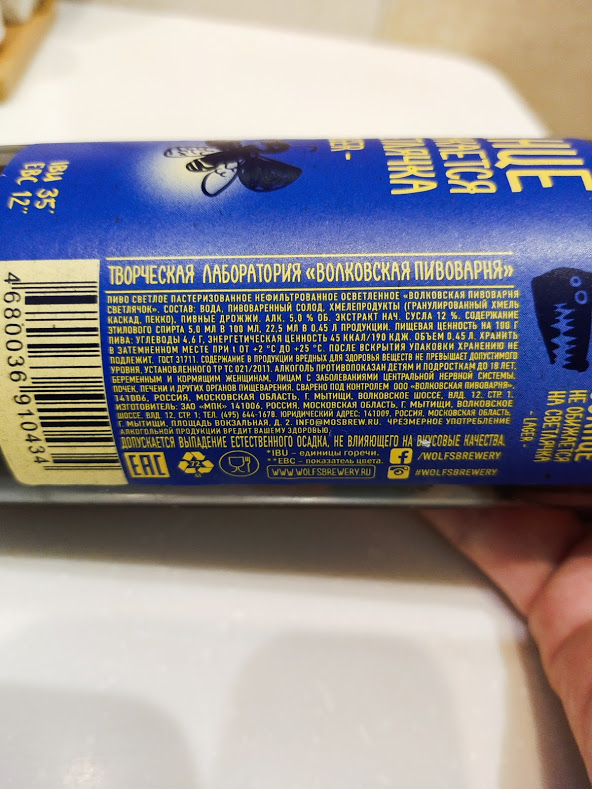 ТВОРЧЕСКАЯ ЛАБОРАТОРИЯ «ВОЛКОВСКАЯ ПИВОВАРНЯ»
ПИВО СВЕТЛОЕ ПАСТЕРИЗОВАННОЕ НЕФИЛЬТРОВАННОЕ ОСВЕТЛЕННОЕ «ВОЛКОВСКАЯ ПИВОВАРНЯ
СВЕТЛЯЧОК». СОСТАВ: ВОДА, ПИВОВАРЕННЫЙ СОЛОД, ХМЕЛЕПРОДУКТЫ (ГРАНУЛИРОВАННЫЙ ХМЕЛЬ
КАСКАД, ПЕККО), ПИВНЫЕ ДРОЖЖИ. АЛК. 5,0 % ОБ. ЭКСТРАКТ НАЧ. СУСЛА 12 %. СОДЕРЖАНИЕ
ЭТИЛОВОГО СПИРТА 5,0 МЛ В 100 МЛ, 22,5 МЛ В 0,45 Л ПРОДУКЦИИ. ПИЩЕВАЯ ЦЕННОСТЬ НА 100 Г
ПИВА: УГЛЕВОДЫ 4,6 Г, ЭНЕРГЕТИЧЕСКАЯ ЦЕННОСТЬ 45 ККАЛ/190 КДЖ. ОБЪЕМ 0,45 Л. ХРАНИТЬ
В ЗАТЕМНЕННОМ МЕСТЕ ПРИ t ОТ +2 °С ДО +25 °С. ПОСЛЕ ВСКРЫТИЯ УПАКОВКИ ХРАНЕНИЮ НЕ
ПОДЛЕЖИТ. ГОСТ 31711. СОДЕРЖАНИЕ В ПРОДУКЦИИ ВРЕДНЫХ ДЛЯ ЗДОРОВЬЯ ВЕЩЕСТВ НЕ ПРЕВЫШАЕТ ДОПУСТИМОГО
УРОВНЯ, УСТАНОВЛЕННОГО ТР ТС 021/2011. АЛКОГОЛЬ ПРОТИВОПОКАЗАН ДЕТЯМ И ПОДРОСТКАМ ДО 18 ЛЕТ,
БЕРЕМЕННЫМ И КОРМЯЩИМ ЖЕНЩИНАМ, ЛИЦАМ С ЗАБОЛЕВАНИЯМИ ЦЕНТРАЛЬНОЙ НЕРВНОЙ СИСТЕМЫ,
ПОЧЕК, ПЕЧЕНИ И ДРУГИХ ОРГАНОВ ПИЩЕВАРЕНИЯ. СВАРЕНО ПОД КОНТРОЛЕМ ООО «ВОЛКОВСКАЯ ПИВОВАРНЯ»,
141006, РОССИЯ, МОСКОВСКАЯ ОБЛАСТЬ, Г. МЫТИЩИ, ВОЛКОВСКОЕ ШОССЕ, ВЛД. 12, СТР. 1.
ИЗГОТОВИТЕЛЬ: ЗАО «МПК» 141006, РОССИЯ, МОСКОВСКАЯ ОБЛАСТЬ, Г. МЫТИЩИ, ВОЛКОВСКОЕ
ШОССЕ, ВЛД. 12, СТР. 1; ТЕЛ. (495) 644-1678. ЮРИДИЧЕСКИЙ АДРЕС: 141009, РОССИЯ, МОСКОВСКАЯ ОБЛАСТЬ,
Г. МЫТИЩИ, ПЛОЩАДЬ ВОКЗАЛЬНАЯ, Д. 2. INFO@MOSBREW.RU. ЧРЕЗМЕРНОЕ УПОТРЕБЛЕНИЕ
АЛКОГОЛЬНОЙ ПРОДУКЦИИ ВРЕДИТ ВАШЕМУ ЗДОРОВЬЮ.
ДОПУСКАЕТСЯ ВЫПАДЕНИЕ ЕСТЕСТВЕННОГО ОСАДКА, НЕ ВЛИЯЮЩЕГО НА ВКУСОВЫЕ КАЧЕСТВА.
*IBU - единицы горечи.
**EBC - показатель цвета.
WWW.WOLFSBREWERY.RU
/WOLFSBREWERY
#WOLFSBREWERY
EAC
72
4680036910434
IBU 35*
EBC 12**
НЕ ОБЖЕТСЯ
НА СВЕТЛЯЧКА
- LAGER -